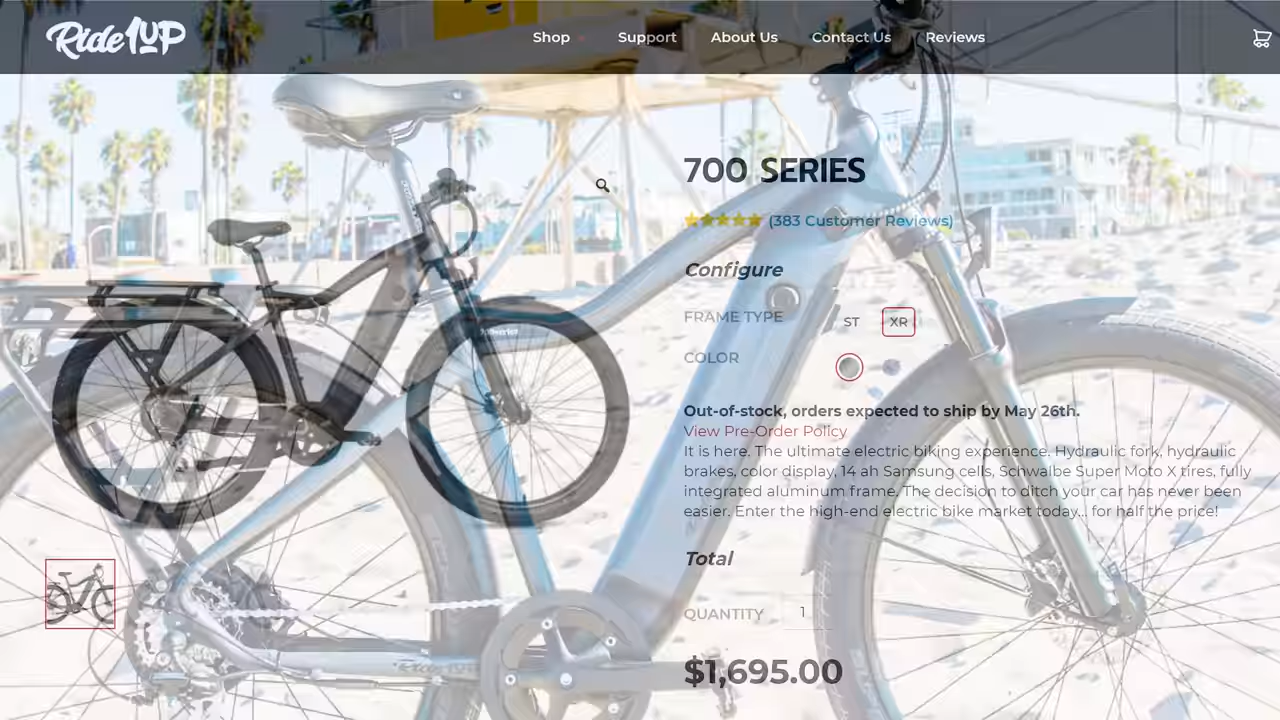 Ride1UP
Shop
Support
About Us
Contact Us
Reviews
700 SERIES
(383 Customer Reviews)
Configure
FRAME TYPE
ST
XR
COLOR
Out-of-stock, orders expected to ship by May 26th.
View Pre-Order Policy
It is here. The ultimate electric biking experience. Hydraulic fork, hydraulic
brakes, color display, 14 ah Samsung cells, Schwalbe Super Moto X tires, fully
integrated aluminum frame. The decision to ditch your car has never been
easier. Enter the high-end electric bike market today... for half the price!
Total
QUANTITY
1
$1,695.00